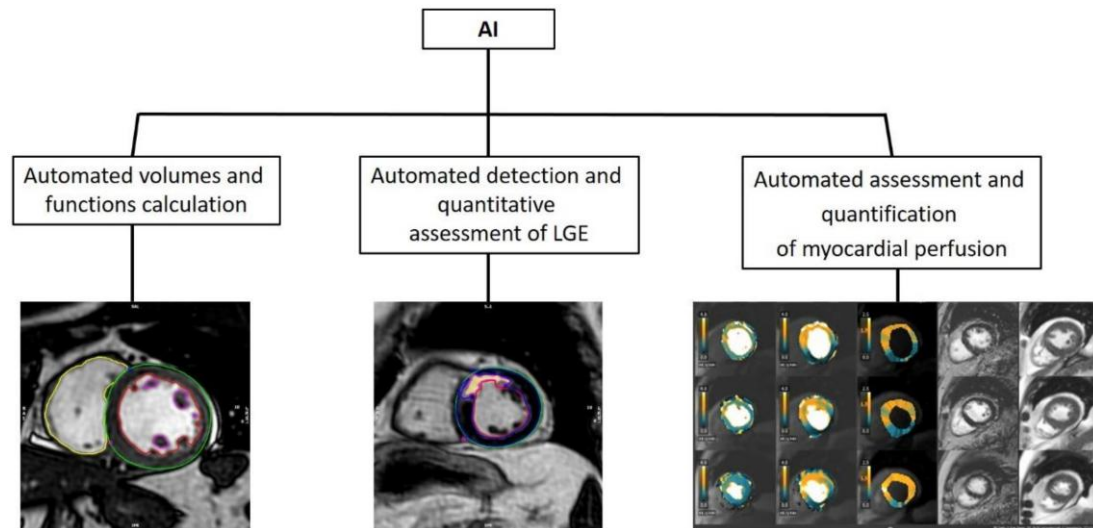 AI
Automated volumes and
functions calculation
Automated detection and
quantitative
assessment of LGE
Automated assessment and
quantification
of myocardial perfusion